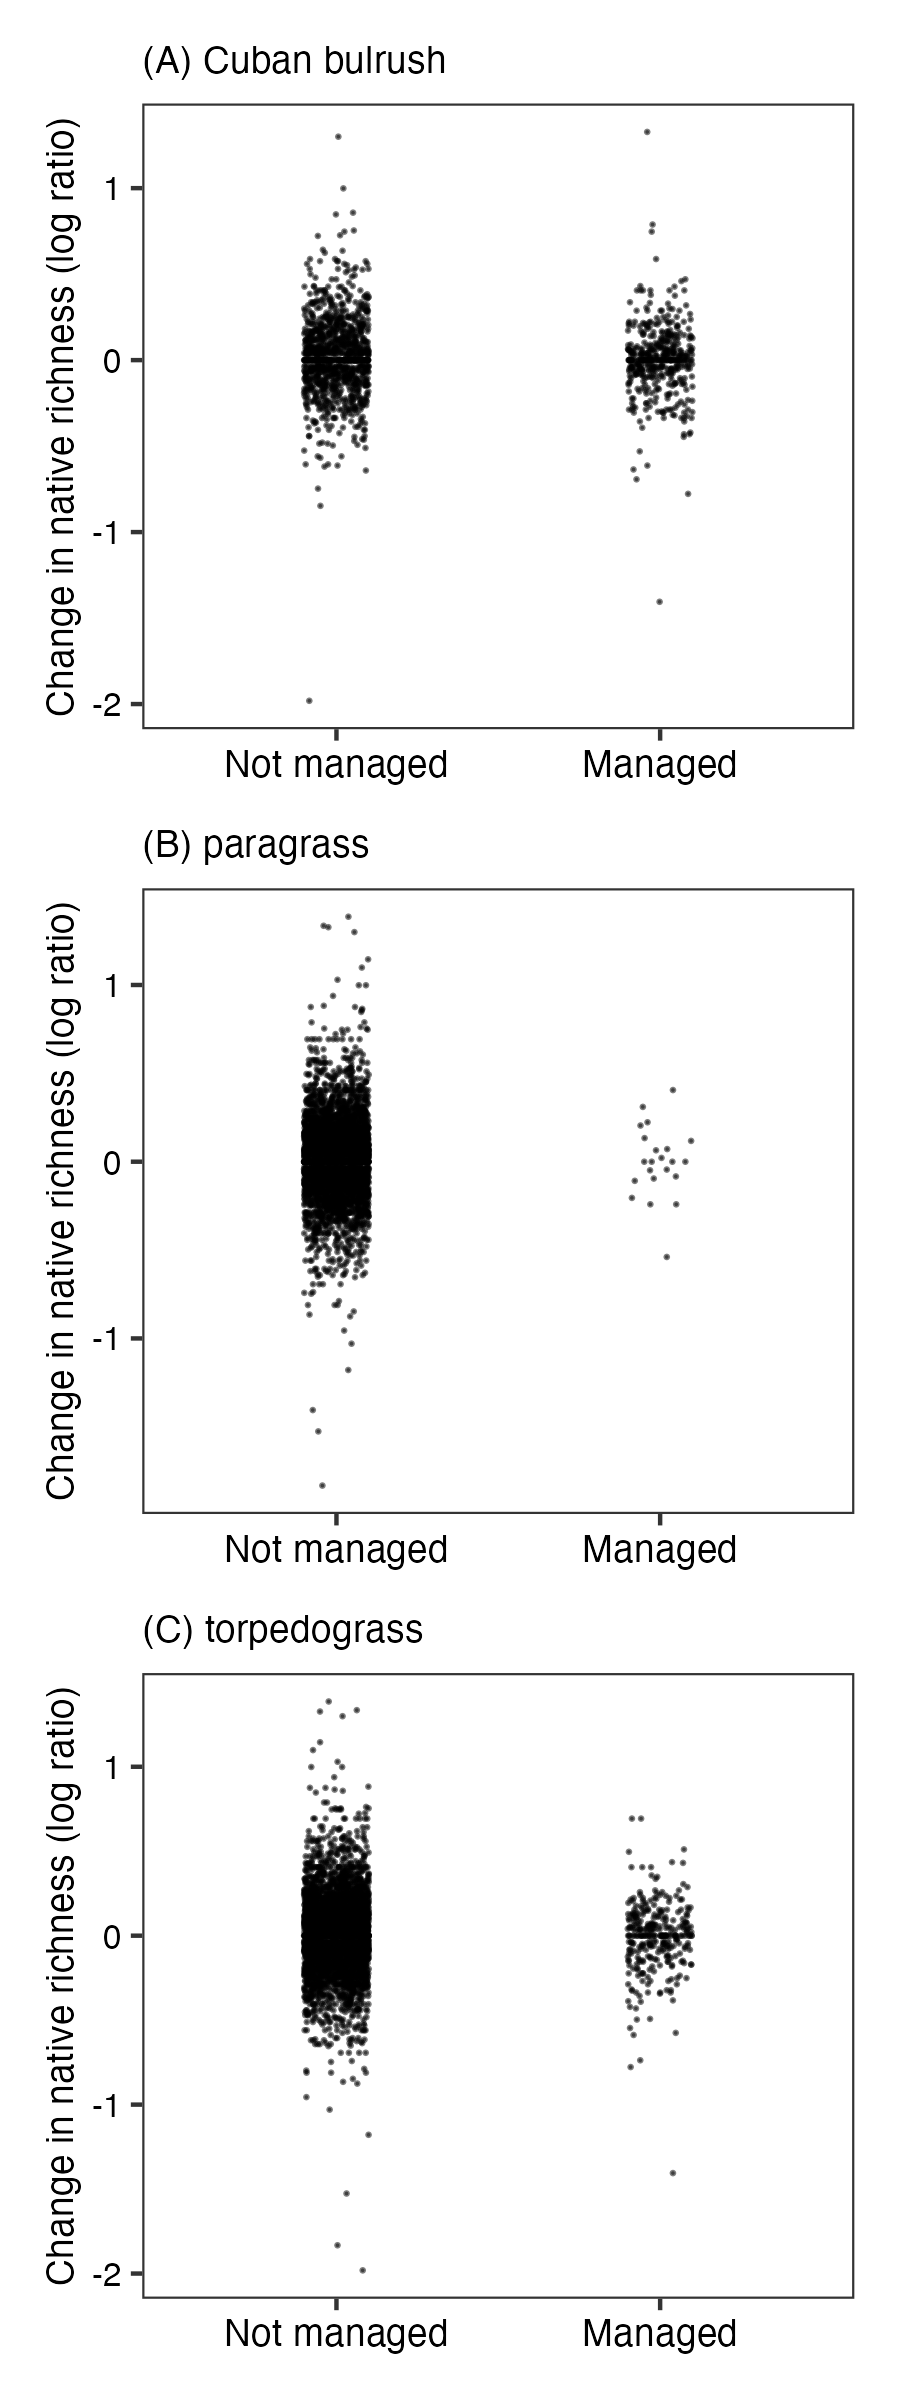 (A) Cuban bulrush
Change in native richness (log ratio)
1
0
-1
-2
Not managed Managed
(B) paragrass
Change in native richness (log ratio)
1
0
-1
Not managed Managed
(C) torpedograss
Change in native richness (log ratio)
1
0
-1
-2
Not managed Managed